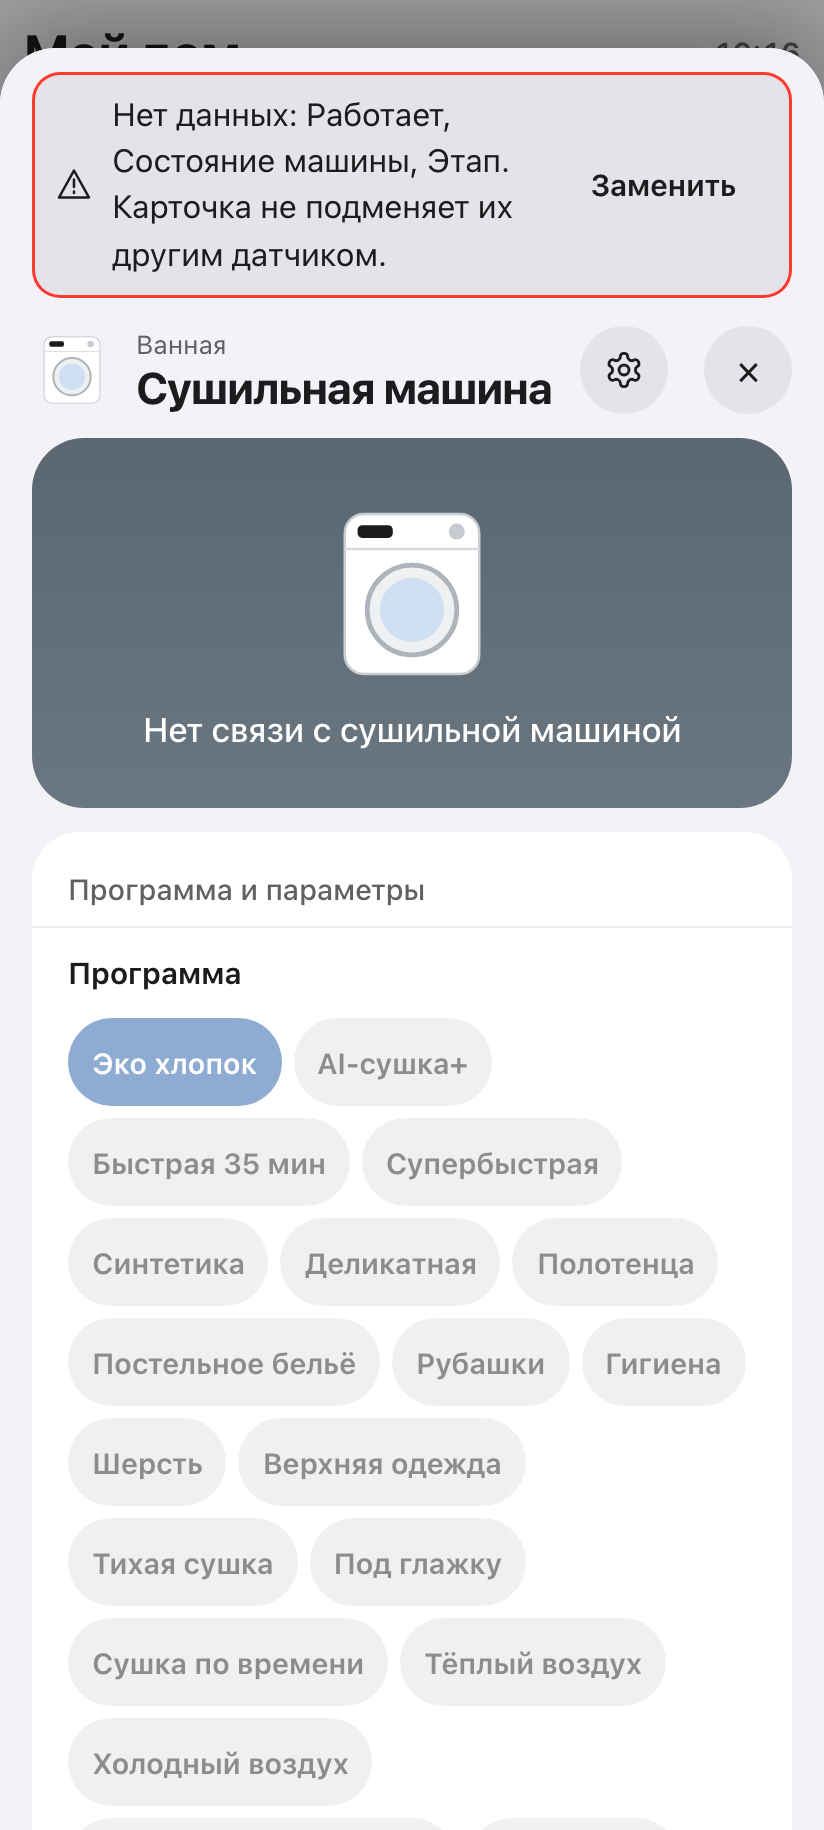 Мой дом
Нет данных: Работает,
Состояние машины, Этап.
Карточка не подменяет их
другим датчиком.
Заменить
Ванная
Сушильная машина
Нет связи с сушильной машиной
Программа и параметры
Программа
Эко хлопок AI-сушка+
Быстрая 35 мин Супербыстрая
Синтетика Деликатная Полотенца
Постельное бельё Рубашки Гигиена
Шерсть Верхняя одежда
Тихая сушка Под глажку
Сушка по времени Тёплый воздух
Холодный воздух